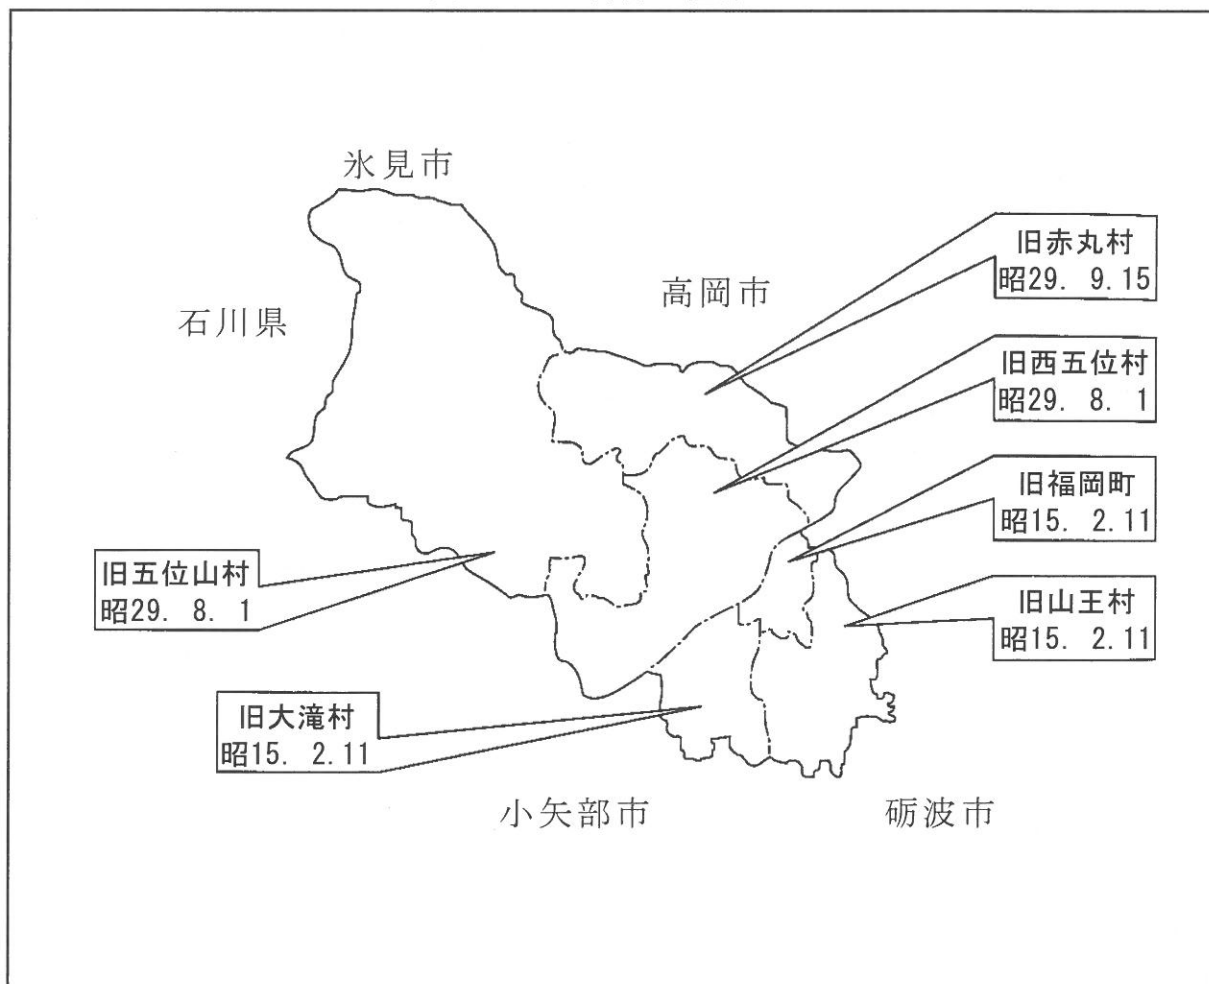 氷見市
石川県
高岡市
旧赤丸村
昭29. 9.15
旧西五位村
昭29. 8. 1
旧福岡町
昭15. 2.11
旧山王村
昭15. 2.11
旧五位山村
昭29. 8. 1
旧大滝村
昭15. 2.11
小矢部市
砺波市